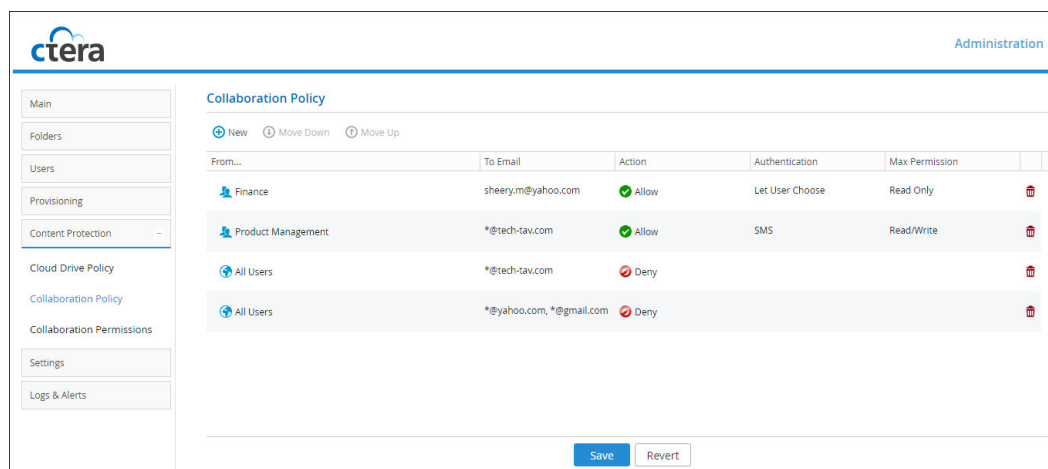 ctera
Administration
Main
Folders
Users
Provisioning
Content Protection
Cloud Drive Policy
Collaboration Policy
Collaboration Permissions
Settings
Logs & Alerts
Collaboration Policy
New Move Down Move Up
From... To Email Action Authentication Max Permission
Finance sheery.m@yahoo.com Allow Let User Choose Read Only
Product Management *@tech-tav.com Allow SMS Read/Write
All Users *@tech-tav.com Deny
All Users *@yahoo.com, *@gmail.com Deny
Save Revert